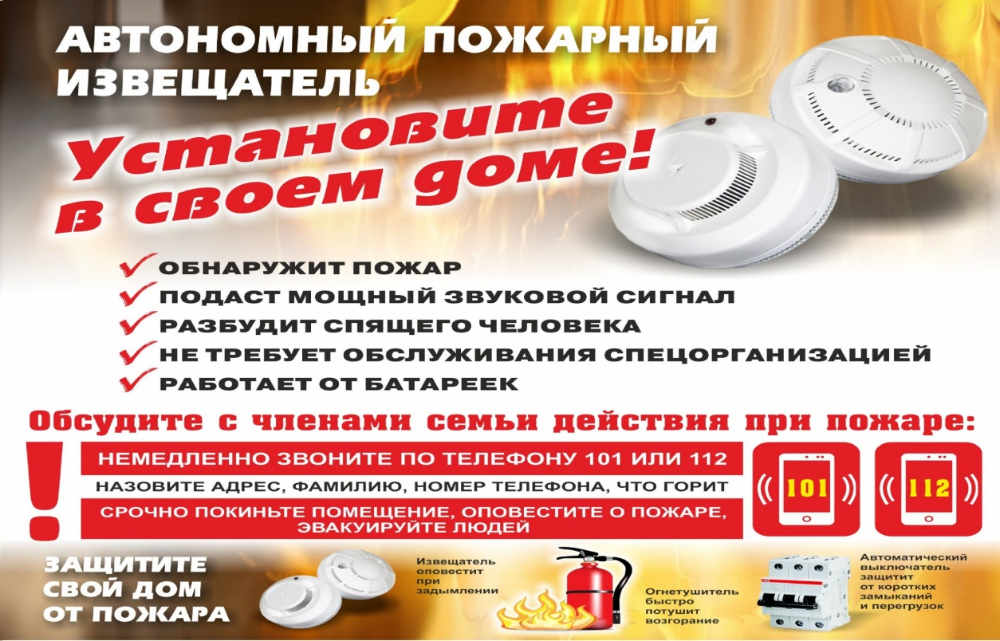 АВТОНОМНЫЙ ПОЖАРНЫЙ
ИЗВЕЩАТЕЛЬ
Установите
в своем доме!
ОБНАРУЖИТ ПОЖАР
ПОДАСТ МОЩНЫЙ ЗВУКОВОЙ СИГНАЛ
РАЗБУДИТ СПЯЩЕГО ЧЕЛОВЕКА
НЕ ТРЕБУЕТ ОБСЛУЖИВАНИЯ СПЕЦОРГАНИЗАЦИЕЙ
РАБОТАЕТ ОТ БАТАРЕЕК
Обсудите с членами семьи действия при пожаре:
!
НЕМЕДЛЕННО ЗВОНИТЕ ПО ТЕЛЕФОНУ 101 ИЛИ 112
НАЗОВИТЕ АДРЕС, ФАМИЛИЮ, НОМЕР ТЕЛЕФОНА, ЧТО ГОРИТ
СРОЧНО ПОКИНЬТЕ ПОМЕЩЕНИЕ, ОПОВЕСТИТЕ О ПОЖАРЕ,
ЭВАКУИРУЙТЕ ЛЮДЕЙ
101
112
ЗАЩИТИТЕ
СВОЙ ДОМ
ОТ ПОЖАРА
Извещатель
оповестит
при
задымлении
Огнетушитель
быстро
потушит
возгорание
Автоматический
выключатель
защитит
от коротких
замыканий
и перегрузок